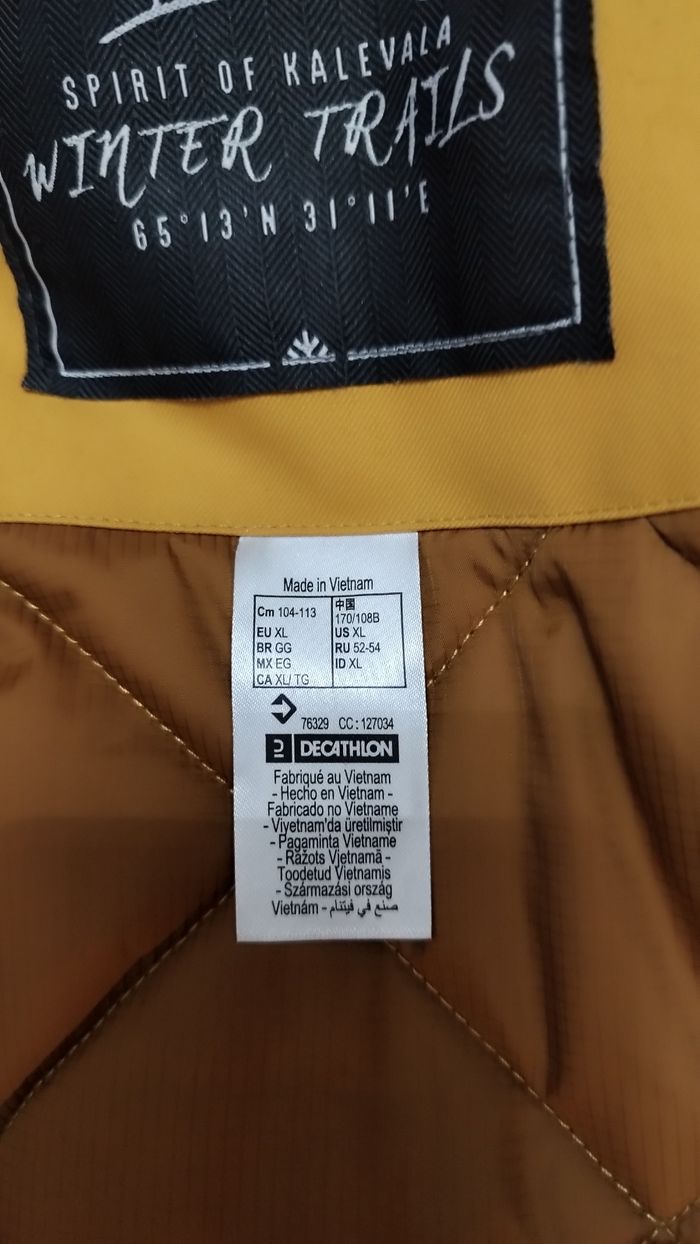 SPIRIT OF KALEVALA
WINTER TRAILS
65°13'N 31°11'E
Made in Vietnam
Cm 104-113
EU XL
BR GG
MX EG
CA XL/ TG
中国
170/108B
US XL
RU 52-54
ID XL
76329 CC : 127034
DECATHLON
Fabriqué au Vietnam
- Hecho en Vietnam -
Fabricado no Vietname
- Viyetnam'da üretilmiştir
- Pagaminta Vietname
- Ražots Vjetnamā -
Toodetud Vietnamis
- Származási ország
Vietnám - صنع في فيتنام